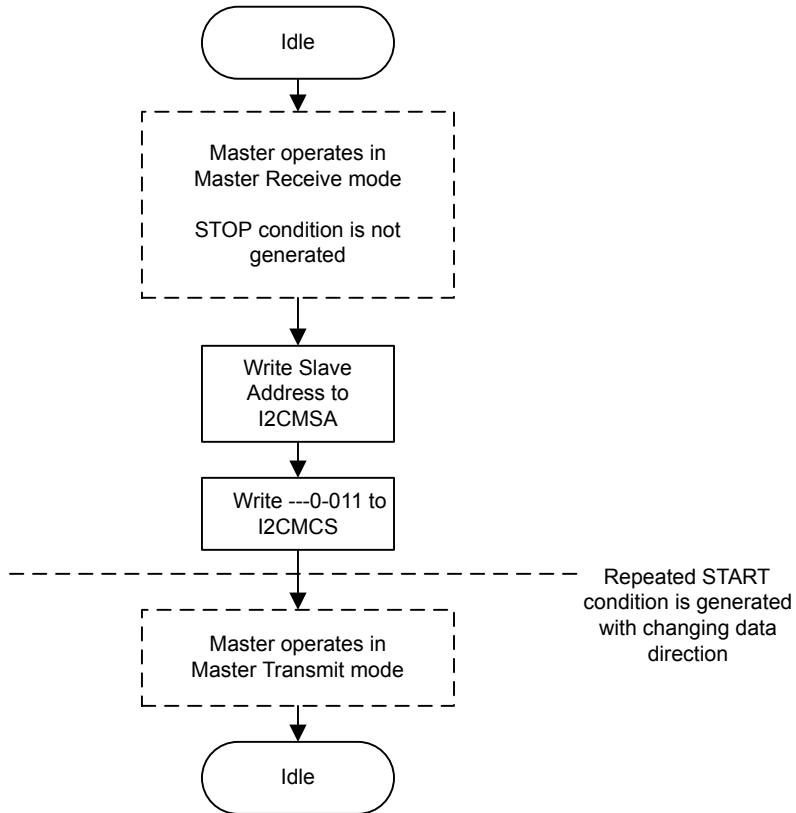 Idle
Master operates in
Master Receive mode
STOP condition is not
generated
Write Slave
Address to
I2CMSA
Write ---0-011 to
I2CMCS
Repeated START
condition is generated
with changing data
direction
Master operates in
Master Transmit mode
Idle